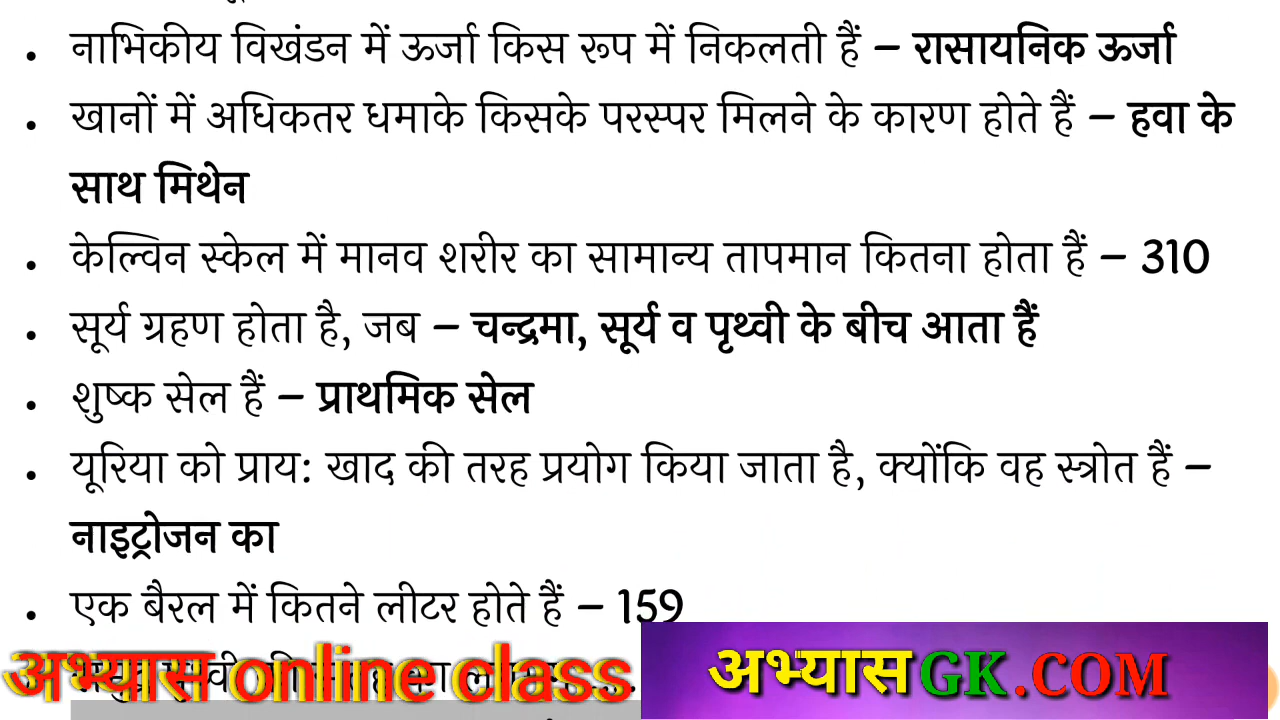 नाभिकीय विखंडन में ऊर्जा किस रूप में निकलती हैं – रासायनिक ऊर्जा
खानों में अधिकतर धमाके किसके परस्पर मिलने के कारण होते हैं – हवा के
साथ मिथेन
केल्विन स्केल में मानव शरीर का सामान्य तापमान कितना होता हैं – 310
सूर्य ग्रहण होता है, जब – चन्द्रमा, सूर्य व पृथ्वी के बीच आता हैं
शुष्क सेल हैं – प्राथमिक सेल
यूरिया को प्राय: खाद की तरह प्रयोग किया जाता है, क्योंकि वह स्त्रोत हैं –
नाइट्रोजन का
एक बैरल में कितने लीटर होते हैं – 159
अभ्यास online class
अभ्यास GK.COM